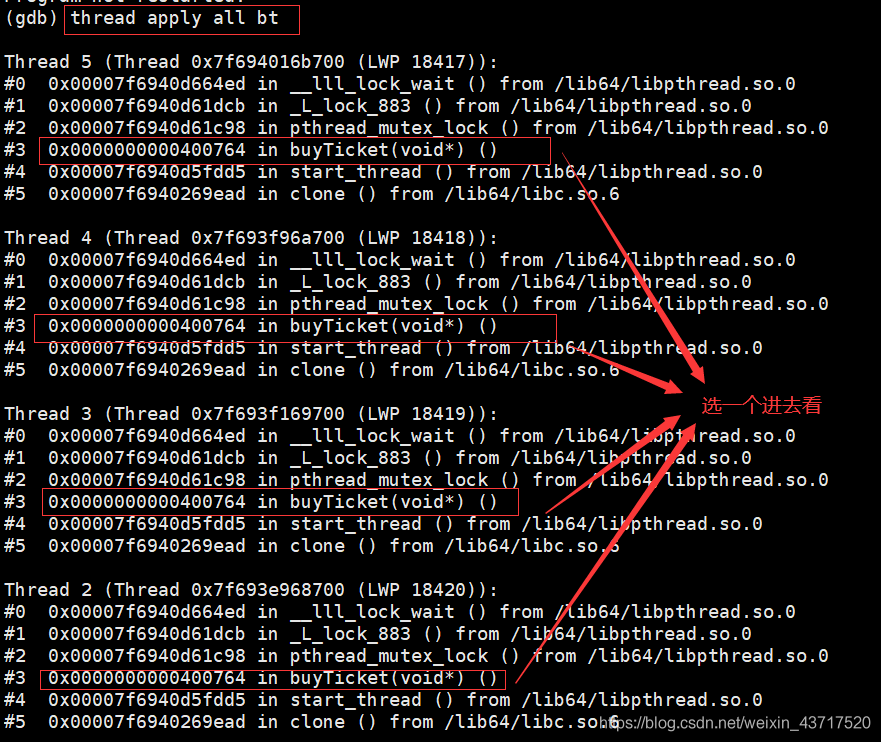 (gdb) thread apply all bt
Thread 5 (Thread 0x7f694016b700 (LWP 18417)):
#0  0x00007f6940d664ed in __lll_lock_wait () from /lib64/libpthread.so.0
#1  0x00007f6940d61dcb in _L_lock_883 () from /lib64/libpthread.so.0
#2  0x00007f6940d61c98 in pthread_mutex_lock () from /lib64/libpthread.so.0
#3  0x0000000000400764 in buyTicket(void*) ()
#4  0x00007f6940d5fdd5 in start_thread () from /lib64/libpthread.so.0
#5  0x00007f6940269ead in clone () from /lib64/libc.so.6
Thread 4 (Thread 0x7f693f96a700 (LWP 18418)):
#0  0x00007f6940d664ed in __lll_lock_wait () from /lib64/libpthread.so.0
#1  0x00007f6940d61dcb in _L_lock_883 () from /lib64/libpthread.so.0
#2  0x00007f6940d61c98 in pthread_mutex_lock () from /lib64/libpthread.so.0
#3  0x0000000000400764 in buyTicket(void*) ()
#4  0x00007f6940d5fdd5 in start_thread () from /lib64/libpthread.so.0
#5  0x00007f6940269ead in clone () from /lib64/libc.so.6
选一个进去看
Thread 3 (Thread 0x7f693f169700 (LWP 18419)):
#0  0x00007f6940d664ed in __lll_lock_wait () from /lib64/libpthread.so.0
#1  0x00007f6940d61dcb in _L_lock_883 () from /lib64/libpthread.so.0
#2  0x00007f6940d61c98 in pthread_mutex_lock () from /lib64/libpthread.so.0
#3  0x0000000000400764 in buyTicket(void*) ()
#4  0x00007f6940d5fdd5 in start_thread () from /lib64/libpthread.so.0
#5  0x00007f6940269ead in clone () from /lib64/libc.so.6
Thread 2 (Thread 0x7f693e968700 (LWP 18420)):
#0  0x00007f6940d664ed in __lll_lock_wait () from /lib64/libpthread.so.0
#1  0x00007f6940d61dcb in _L_lock_883 () from /lib64/libpthread.so.0
#2  0x00007f6940d61c98 in pthread_mutex_lock () from /lib64/libpthread.so.0
#3  0x0000000000400764 in buyTicket(void*) ()
#4  0x00007f6940d5fdd5 in start_thread () from /lib64/libpthread.so.0
#5  0x00007f6940269ead in clone () from /lib64/libc.so.6
https://blog.csdn.net/weixin_43717520